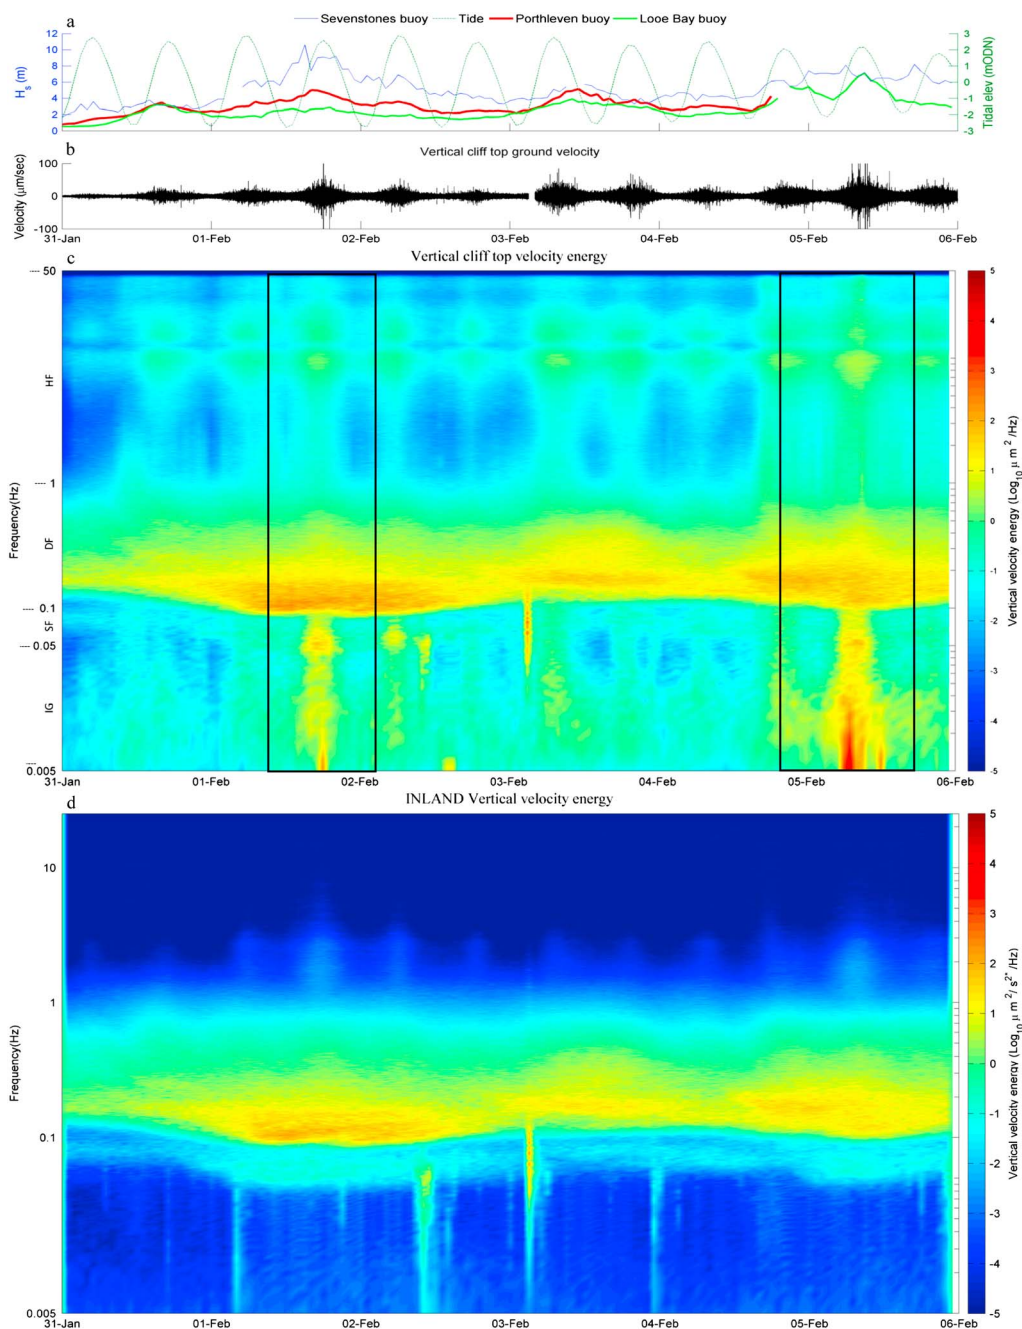 a
Sevenstones buoy Tide Porthleven buoy Looe Bay buoy
12
10
8
6
4
2
0
H_s (m)
3
2
1
0
-1
-2
-3
Tidal elev (mODN)
b
Vertical cliff top ground velocity
100
0
-100
Velocity (μm/sec)
31-Jan 01-Feb 02-Feb 03-Feb 04-Feb 05-Feb 06-Feb
c
Vertical cliff top velocity energy
50
HF
1
DF
0.1
SF
0.05
IG
0.005
Frequency(Hz)
31-Jan 01-Feb 02-Feb 03-Feb 04-Feb 05-Feb 06-Feb
5
4
3
2
1
0
-1
-2
-3
-4
-5
Vertical velocity energy (Log10 μ m 2 /Hz)
d
INLAND Vertical velocity energy
10
1
0.1
0.005
Frequency(Hz)
31-Jan 01-Feb 02-Feb 03-Feb 04-Feb 05-Feb 06-Feb
5
4
3
2
1
0
-1
-2
-3
-4
-5
Vertical velocity energy (Log10 μ m 2 / s 2" /Hz)